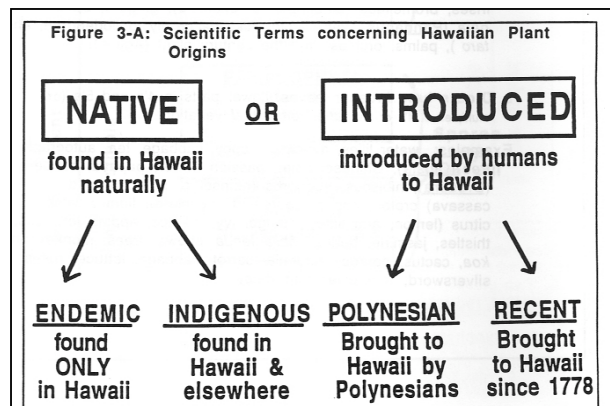 Figure 3-A: Scientific Terms concerning Hawaiian Plant
Origins
NATIVE OR INTRODUCED
found in Hawaii
naturally
introduced by humans
to Hawaii
ENDEMIC
found
ONLY
in Hawaii
INDIGENOUS
found in
Hawaii &
elsewhere
POLYNESIAN
Brought to
Hawaii by
Polynesians
RECENT
Brought
to Hawaii
since 1778